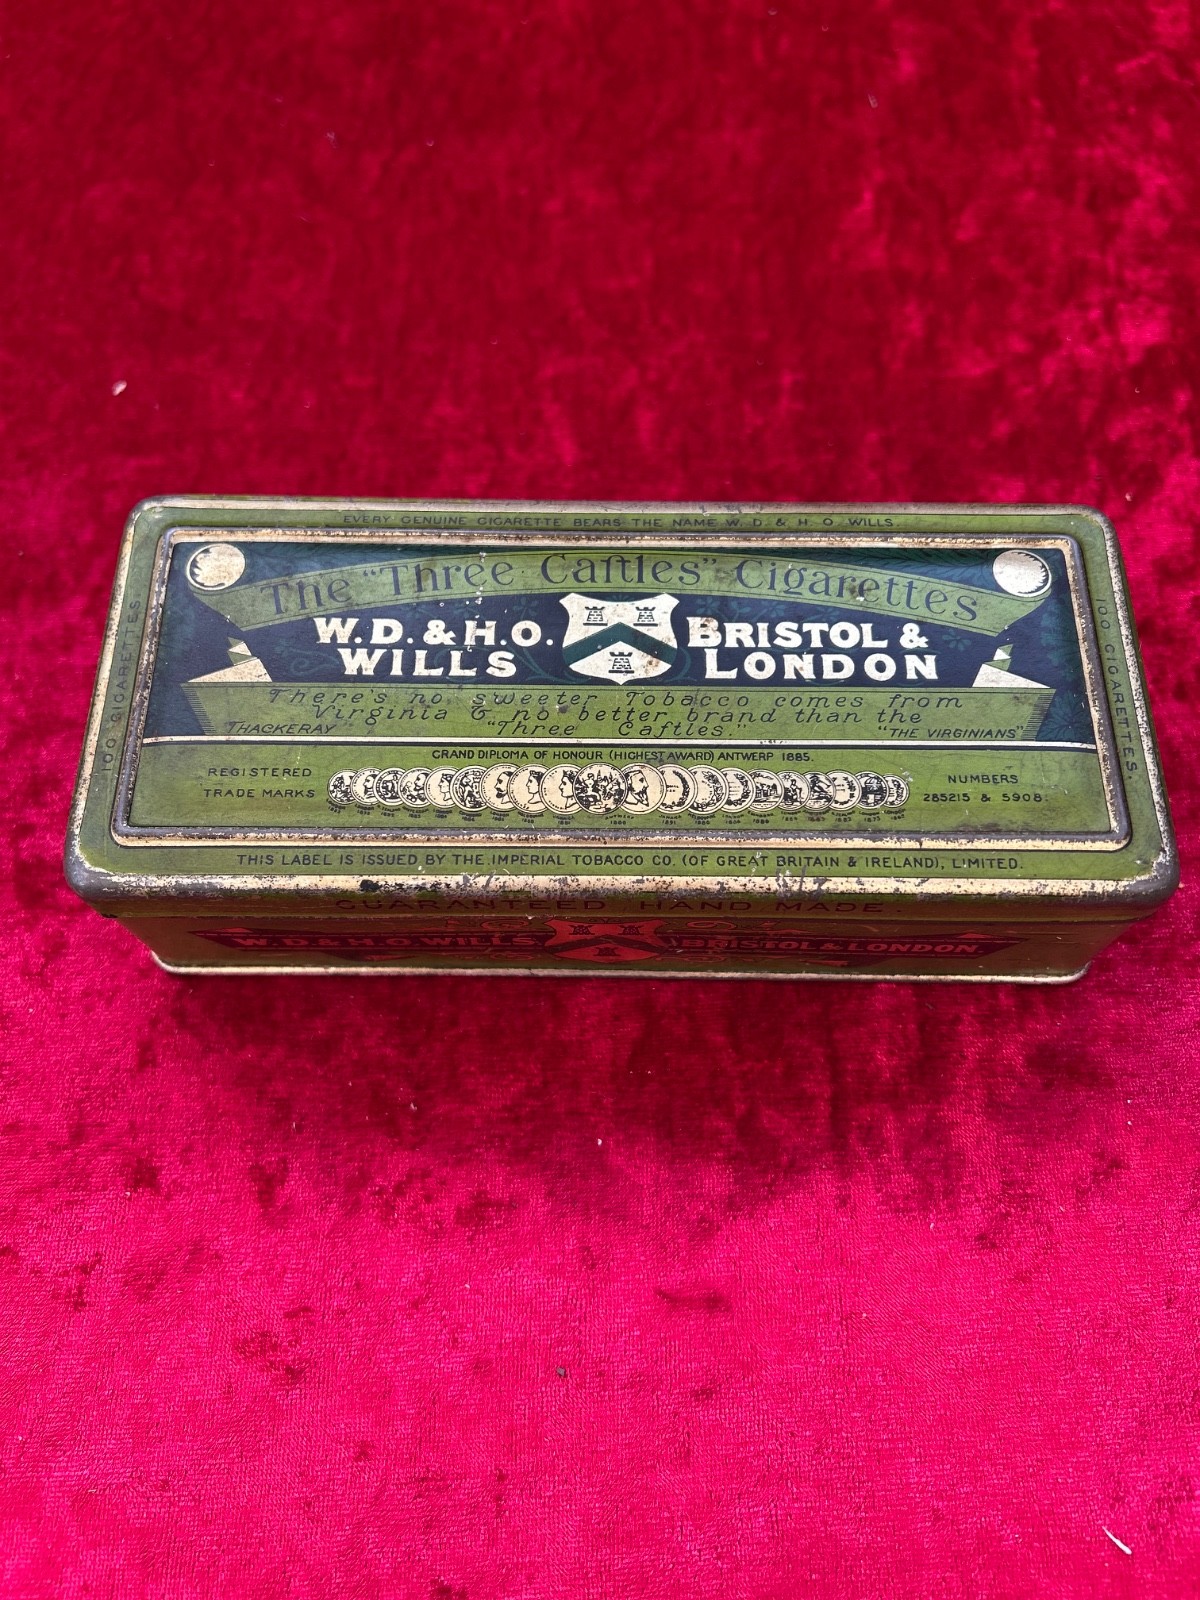 EVERY GENUINE CIGARETTE BEARS THE NAME W. D. & H. O. WILLS.
The "Three Caſtles" Cigarettes
W. D. & H. O.
WILLS
BRISTOL &
LONDON
There's no sweeter Tobacco comes from
Virginia & no better brand than the
THACKERAY
"Three Caſtles."
"THE VIRGINIANS"
GRAND DIPLOMA OF HONOUR (HIGHEST AWARD) ANTWERP 1885.
REGISTERED
TRADE MARKS
NUMBERS
285215 & 5908.
THIS LABEL IS ISSUED BY THE IMPERIAL TOBACCO CO. (OF GREAT BRITAIN & IRELAND), LIMITED.
100 CIGARETTES
100 CIGARETTES.
GUARANTEED HAND MADE.
W. D. & H. O. WILLS,
BRISTOL & LONDON.